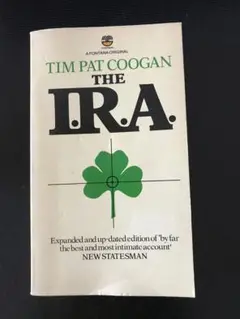 A FONTANA ORIGINAL
TIM PAT COOGAN
THE
I.R.A.
Expanded and up-dated edition of "by far
the best and most intimate account"
NEW STATESMAN